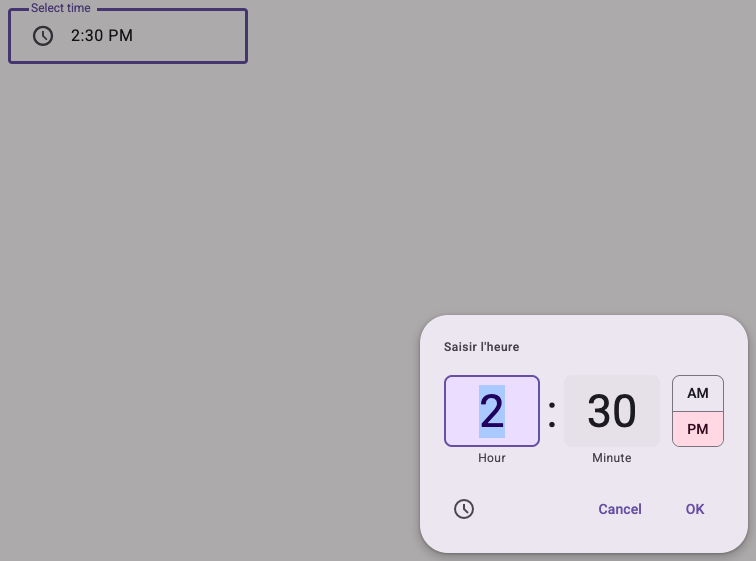 Select time
2:30 PM
Saisir l'heure
2 : 30
AM
PM
Hour Minute
Cancel OK